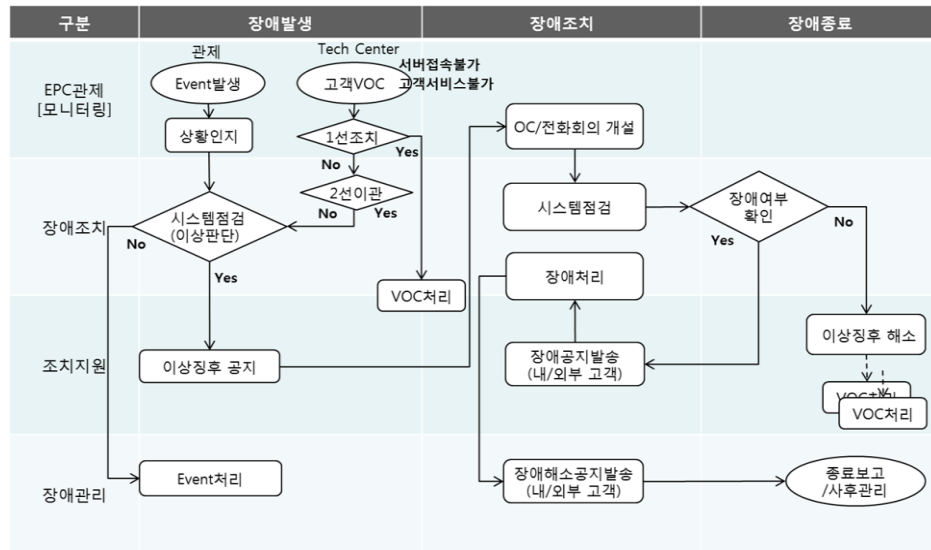 구분
장애발생
장애조치
장애종료
EPC관제
[모니터링]
관제
Event발생
상황인지
Tech Center
고객VOC
서버접속불가
고객서비스불가
1선조치
Yes
No
2선이관
No
Yes
OC/전화회의 개설
장애조치
시스템점검
(이상판단)
No
Yes
VOC처리
시스템점검
장애여부
확인
Yes
No
장애처리
조치지원
이상징후 공지
장애공지발송
(내/외부 고객)
이상징후 해소
VOC처리
VOC처리
장애관리
Event처리
장애해소공지발송
(내/외부 고객)
종료보고
/사후관리